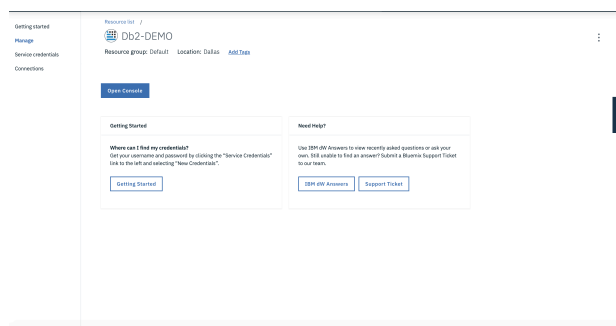 Getting started
Manage
Service credentials
Connections
Resource list /
Db2-DEMO
Resource group: Default Location: Dallas Add Tags
Open Console
Getting Started
Where can I find my credentials?
Get your username and password by clicking the "Service Credentials"
link to the left and selecting "New Credentials".
Getting Started
Need Help?
Use IBM dW Answers to view recently asked questions or ask your
own. Still unable to find an answer? Submit a Bluemix Support Ticket
to our team.
IBM dW Answers Support Ticket